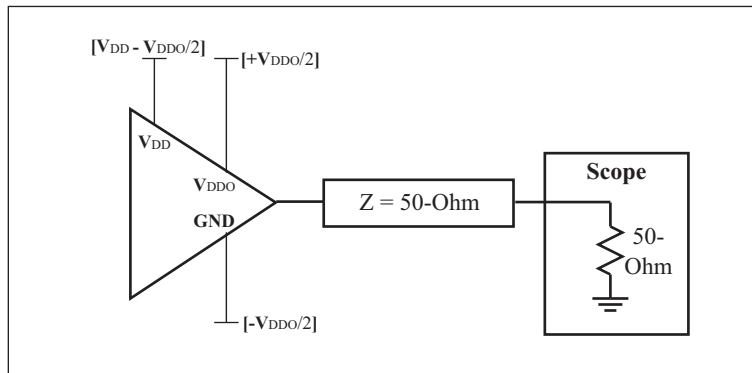 [VDD - VDDO/2]
[+VDDO/2]
VDD
VDDO
GND
[-VDDO/2]
Z = 50-Ohm
Scope
50-
Ohm